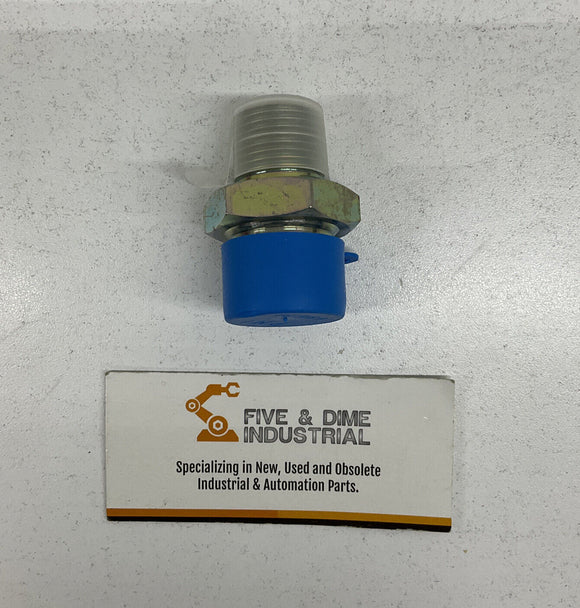 FIVE & DIME
INDUSTRIAL
Specializing in New, Used and Obsolete
Industrial & Automation Parts.